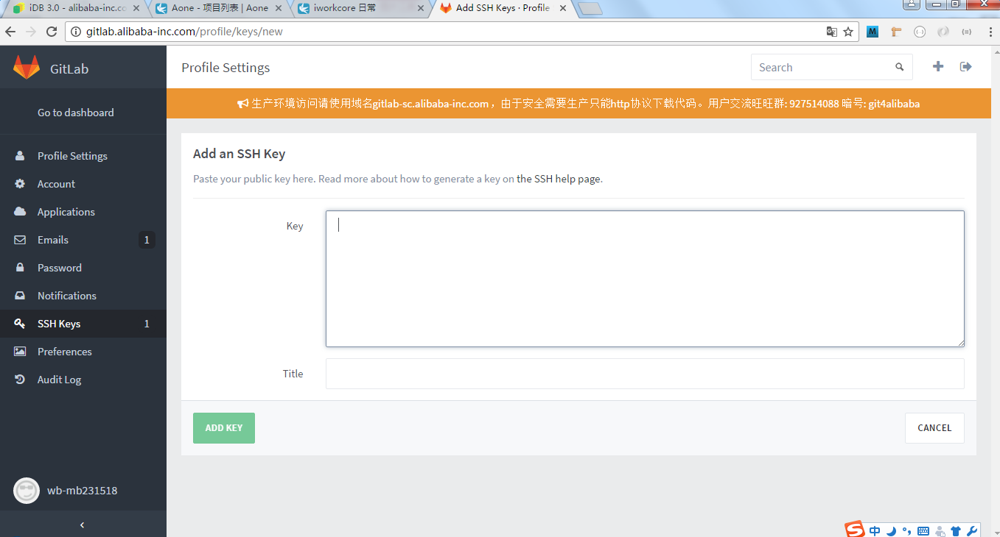 iDB 3.0 - alibaba-inc.co
Aone - 项目列表 | Aone
iworkcore 日常
Add SSH Keys · Profile
gitlab.alibaba-inc.com/profile/keys/new
M
GitLab
Profile Settings
Search
Go to dashboard
生产环境访问请使用域名gitlab-sc.alibaba-inc.com ，由于安全需要生产只能http协议下载代码。用户交流旺旺群: 927514088 暗号: git4alibaba
Profile Settings
Account
Applications
Emails 1
Password
Notifications
SSH Keys 1
Preferences
Audit Log
Add an SSH Key
Paste your public key here. Read more about how to generate a key on the SSH help page.
Key
Title
ADD KEY
CANCEL
wb-mb231518
S 中